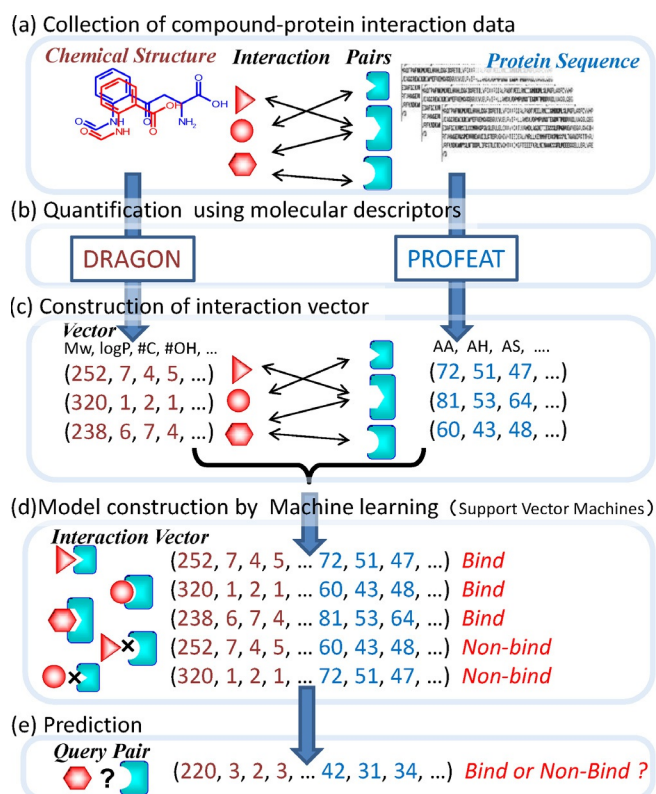 (a) Collection of compound-protein interaction data
Chemical Structure Interaction Pairs Protein Sequence
O
OH
NH₂
O
OH
NH
O
NH
O
(b) Quantification using molecular descriptors
DRAGON PROFEAT
(c) Construction of interaction vector
Vector
Mw, logP, #C, #OH, ... AA, AH, AS, ....
(252, 7, 4, 5, ...) (72, 51, 47, ...)
(320, 1, 2, 1, ...) (81, 53, 64, ...)
(238, 6, 7, 4, ...) (60, 43, 48, ...)
(d)Model construction by Machine learning (Support Vector Machines)
Interaction Vector
(252, 7, 4, 5, ... 72, 51, 47, ...) Bind
(320, 1, 2, 1, ... 60, 43, 48, ...) Bind
(238, 6, 7, 4, ... 81, 53, 64, ...) Bind
(252, 7, 4, 5, ... 60, 43, 48, ...) Non-bind
(320, 1, 2, 1, ... 72, 51, 47, ...) Non-bind
(e) Prediction
Query Pair
? (220, 3, 2, 3, ... 42, 31, 34, ...) Bind or Non-Bind ?